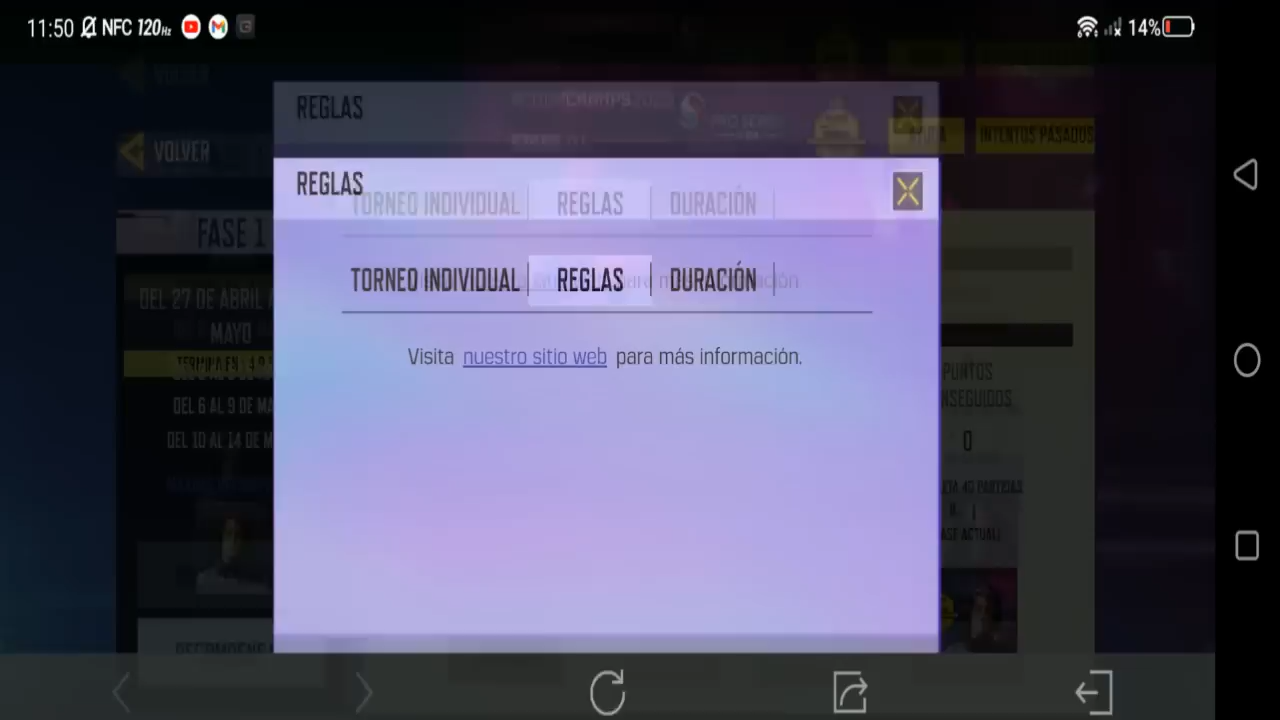 11:50 NFC 120Hz 14%
VOLVER
REGLAS
AYUDA
INTENTOS PASADOS
VOLVER
REGLAS
TORNEO INDIVIDUAL REGLAS DURACIÓN
FASE 1
TORNEO INDIVIDUAL REGLAS DURACIÓN
DEL 27 DE ABRIL A
MAYO
Visita nuestro sitio web para más información.
PUNTOS
DEL 6 AL 9 DE MA
DEL 10 AL 14 DE M
0